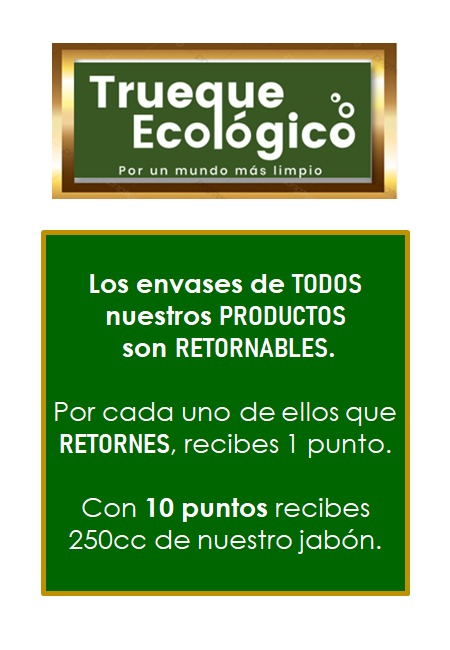 Trueque
Ecológico
Por un mundo más limpio
Los envases de TODOS
nuestros PRODUCTOS
son RETORNABLES.
Por cada uno de ellos que
RETORNES, recibes 1 punto.
Con 10 puntos recibes
250cc de nuestro jabón.